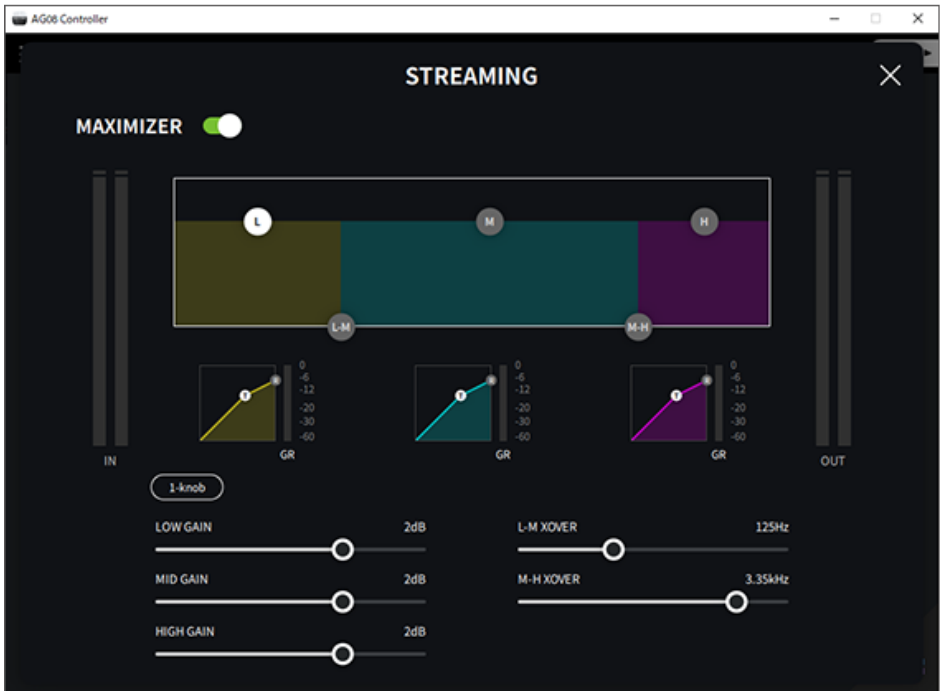 AG08 Controller
STREAMING
MAXIMIZER
L M H
L-M M-H
T R 0 T R 0 T R 0
-6 -6 -6
-12 -12 -12
-20 -20 -20
-30 -30 -30
-60 -60 -60
GR GR GR
IN OUT
1-knob
LOW GAIN 2dB L-M XOVER 125Hz
MID GAIN 2dB M-H XOVER 3.35kHz
HIGH GAIN 2dB